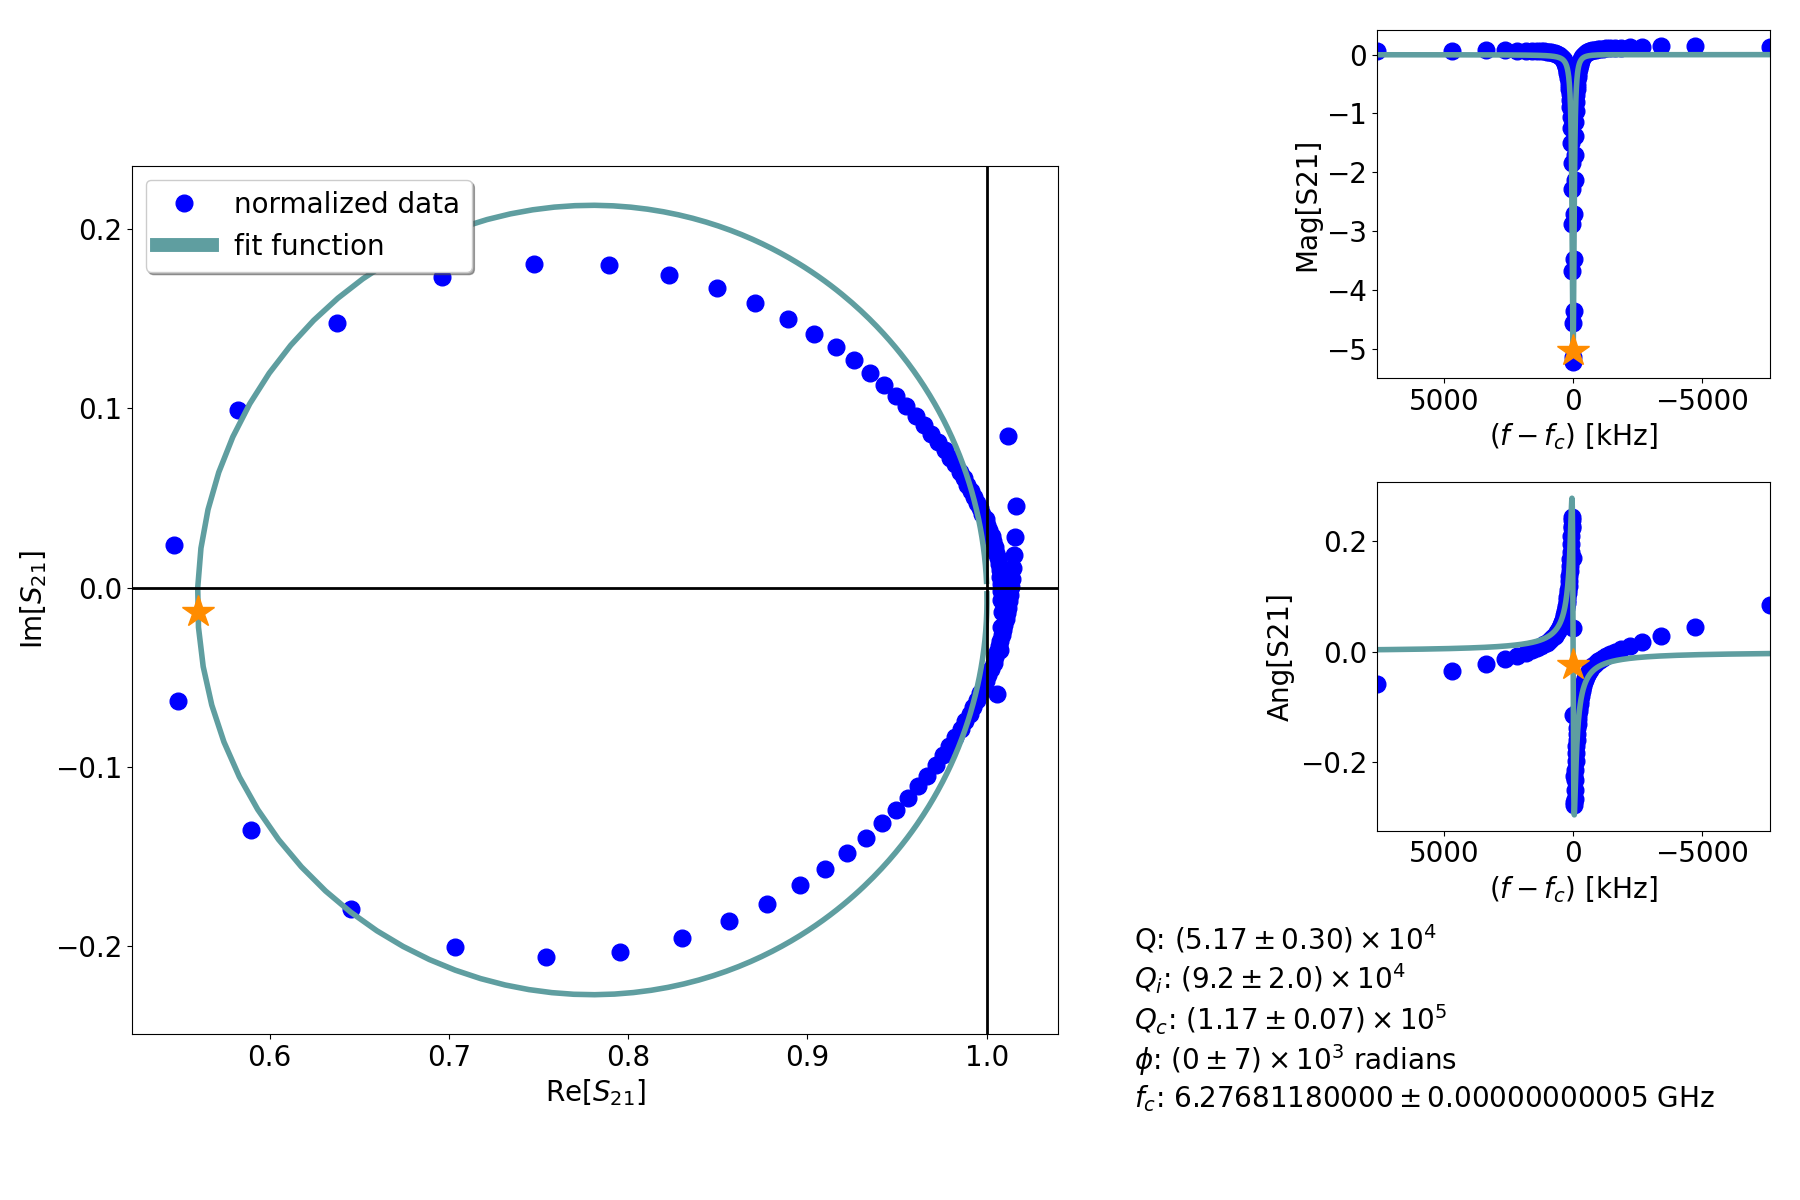 normalized data
fit function
0.2
0.1
0.0
−0.1
−0.2
Im[S21]
0.6 0.7 0.8 0.9 1.0
Re[S21]
0
−1
−2
−3
−4
−5
Mag[S21]
5000 0 −5000
(f − fc) [kHz]
0.2
0.0
−0.2
Ang[S21]
5000 0 −5000
(f − fc) [kHz]
Q: (5.17 ± 0.30) × 10^4
Qi: (9.2 ± 2.0) × 10^4
Qc: (1.17 ± 0.07) × 10^5
ϕ: (0 ± 7) × 10^3 radians
fc: 6.27681180000 ± 0.00000000005 GHz